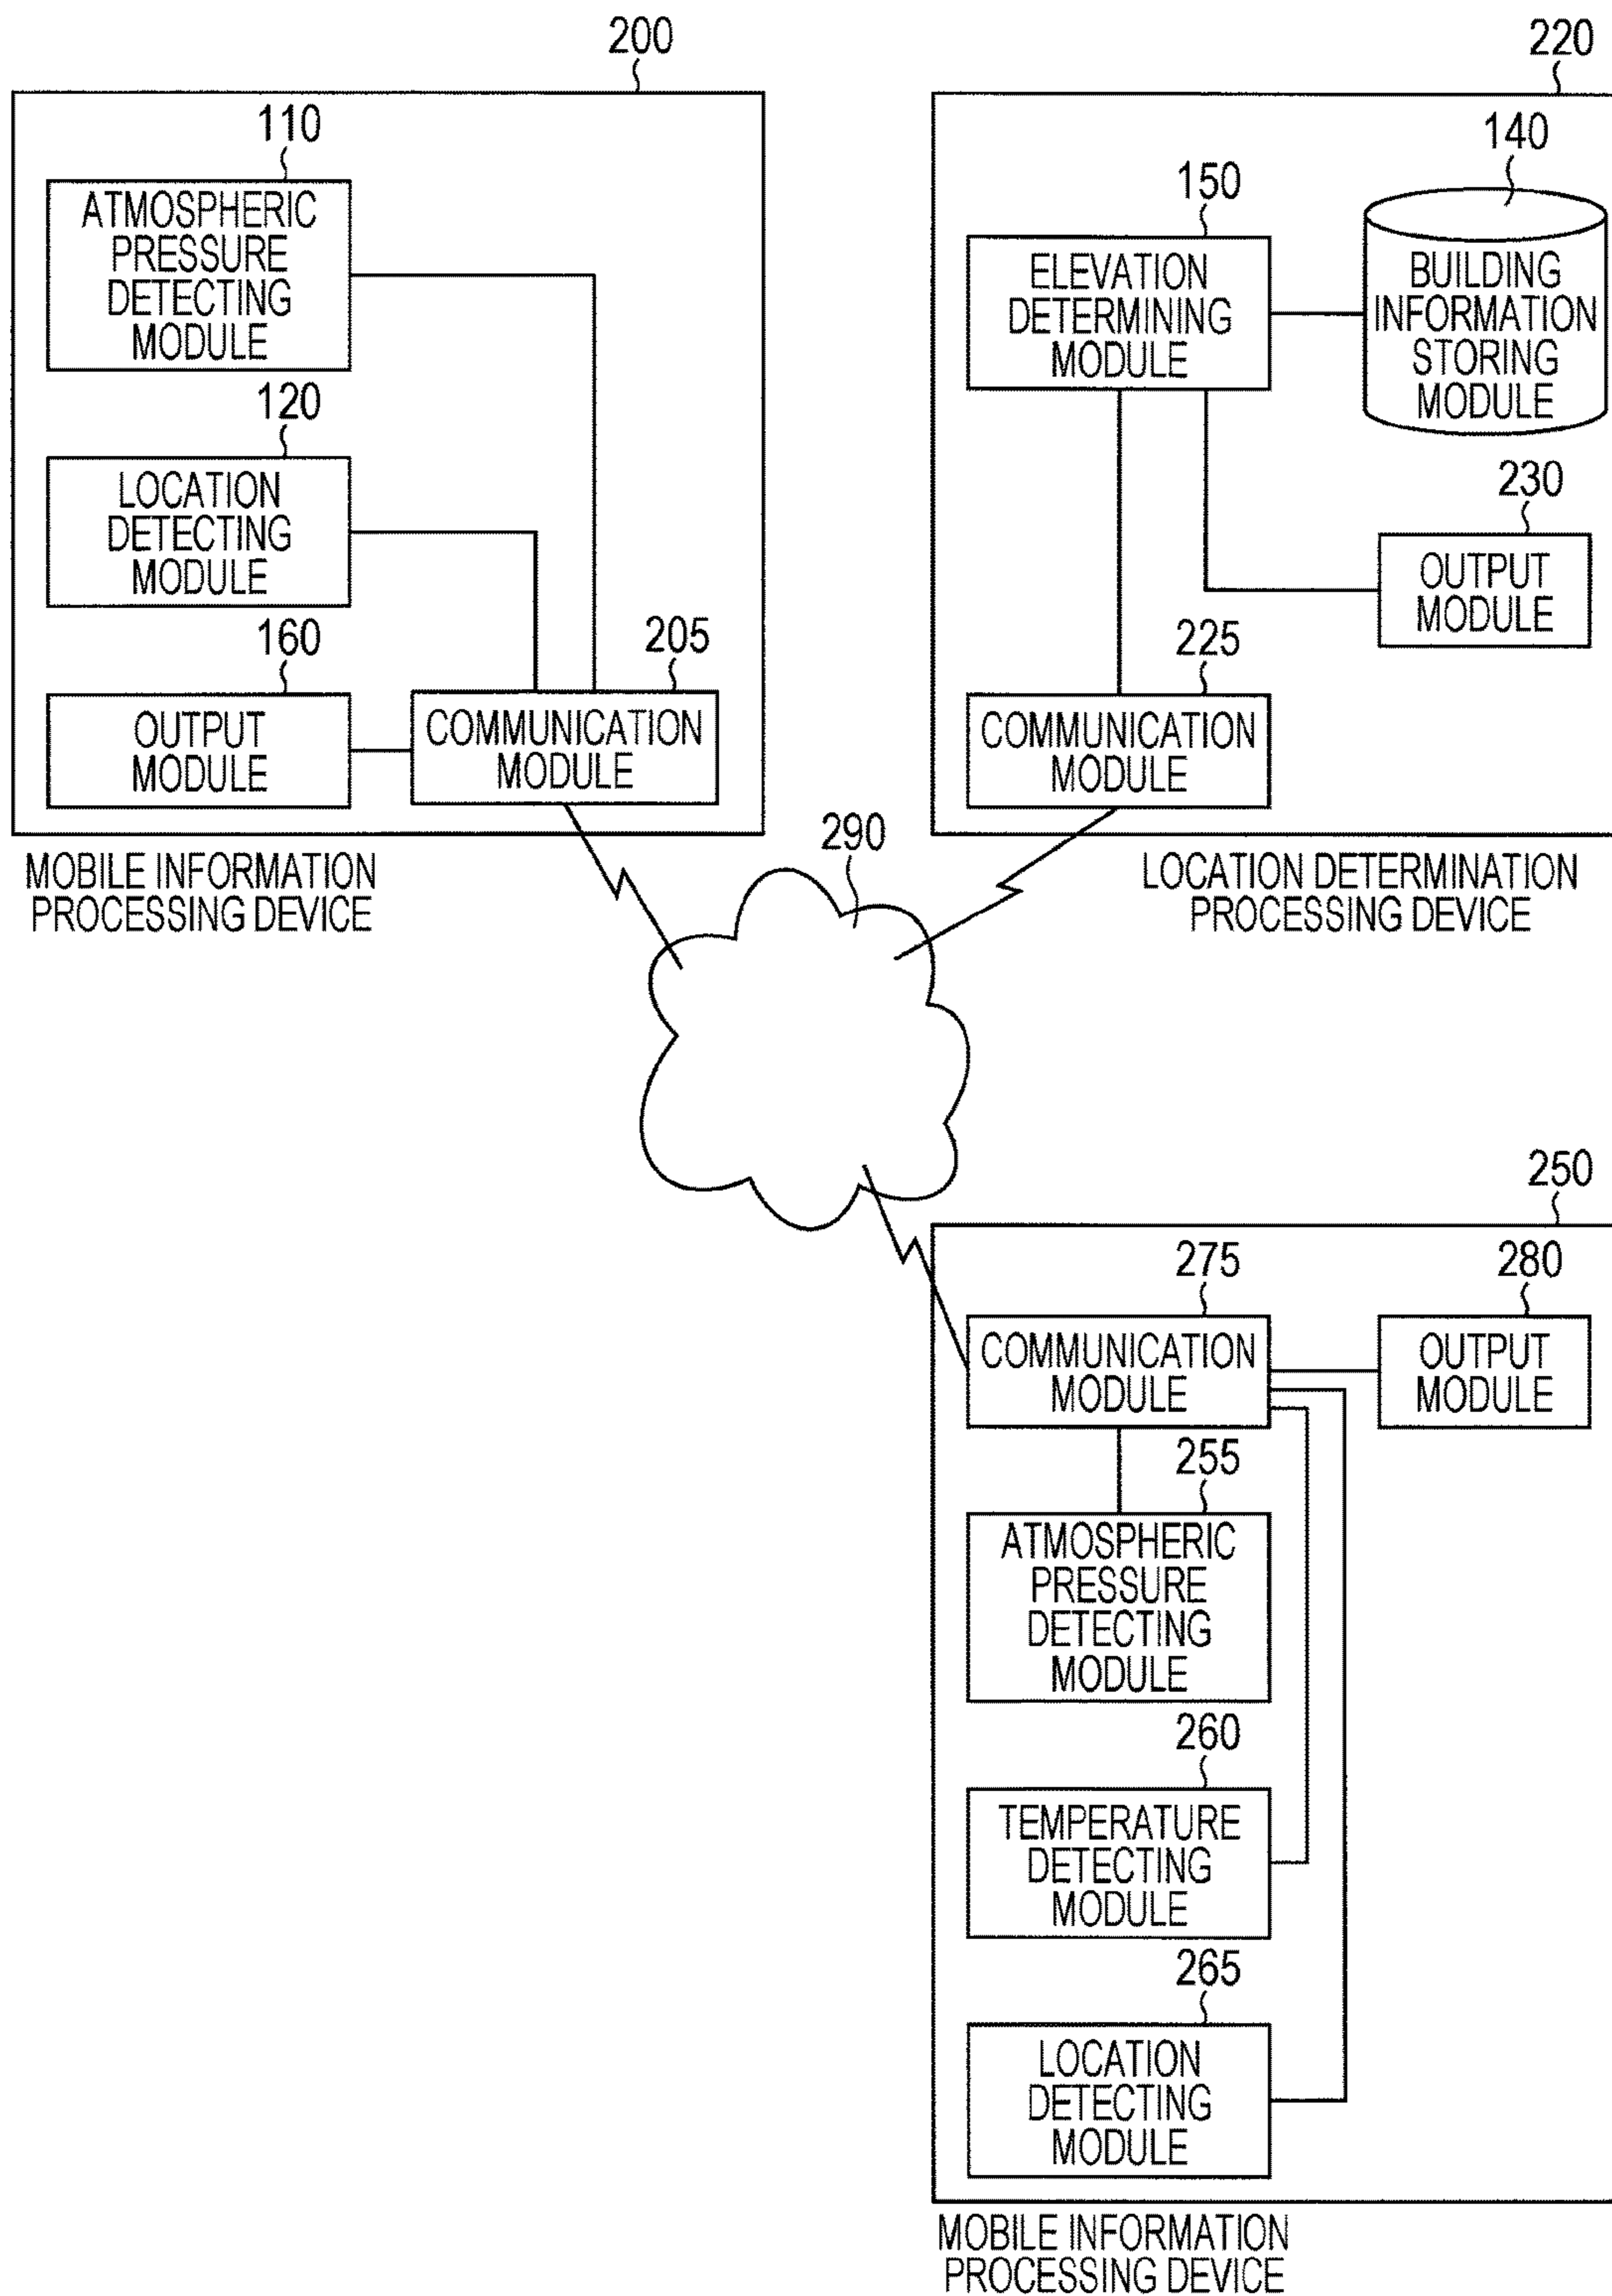 200
110
ATMOSPHERIC
PRESSURE
DETECTING
MODULE
120
LOCATION
DETECTING
MODULE
160
OUTPUT
MODULE
205
COMMUNICATION
MODULE
MOBILE INFORMATION
PROCESSING DEVICE
220
140
BUILDING
INFORMATION
STORING
MODULE
150
ELEVATION
DETERMINING
MODULE
230
OUTPUT
MODULE
225
COMMUNICATION
MODULE
LOCATION DETERMINATION
PROCESSING DEVICE
290
250
275
COMMUNICATION
MODULE
280
OUTPUT
MODULE
255
ATMOSPHERIC
PRESSURE
DETECTING
MODULE
260
TEMPERATURE
DETECTING
MODULE
265
LOCATION
DETECTING
MODULE
MOBILE INFORMATION
PROCESSING DEVICE